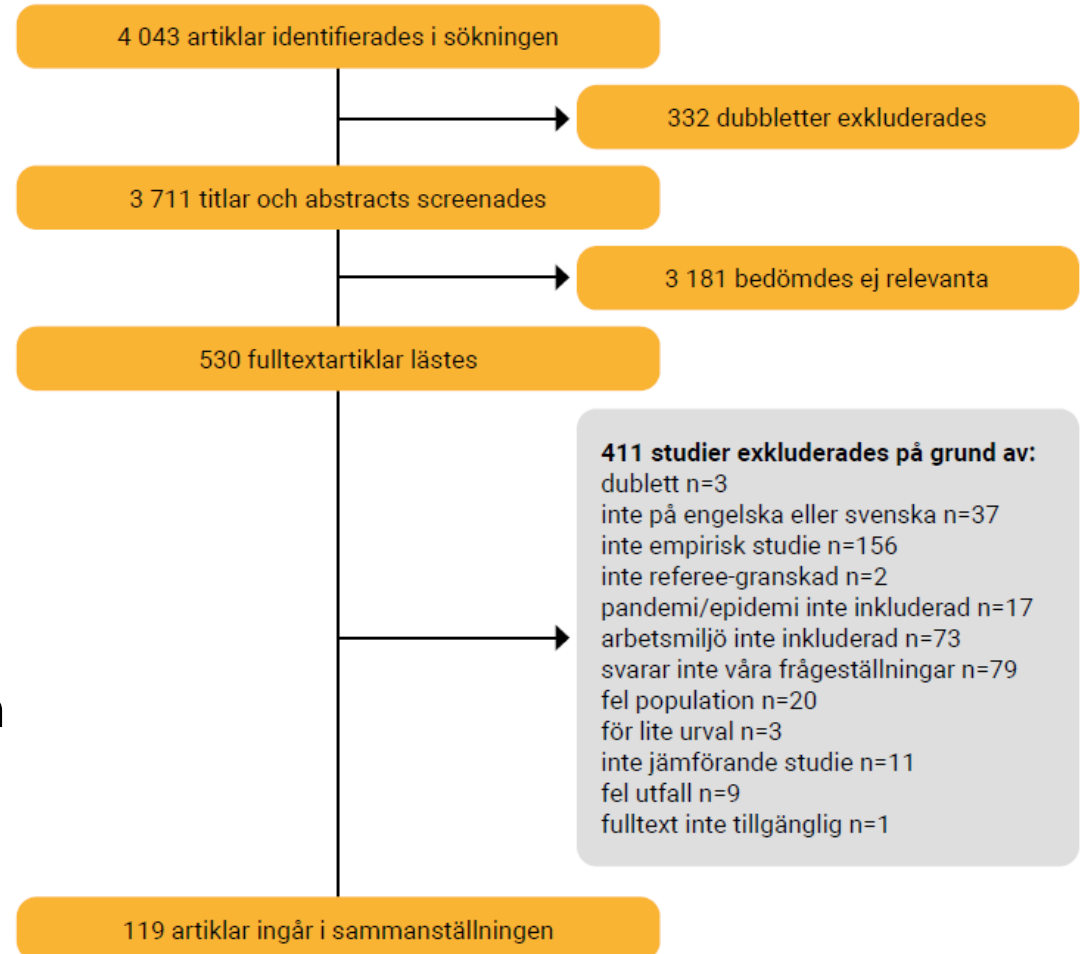 4 043 artiklar identifierades i sökningen
332 dubbletter exkluderades
3 711 titlar och abstracts screenades
3 181 bedömdes ej relevanta
530 fulltextartiklar lästes
411 studier exkluderades på grund av:
dublett n=3
inte på engelska eller svenska n=37
inte empirisk studie n=156
inte referee-granskad n=2
pandemi/epidemi inte inkluderad n=17
arbetsmiljö inte inkluderad n=73
svarar inte våra frågeställningar n=79
fel population n=20
för lite urval n=3
inte jämförande studie n=11
fel utfall n=9
fulltext inte tillgänglig n=1
119 artiklar ingår i sammanställningen